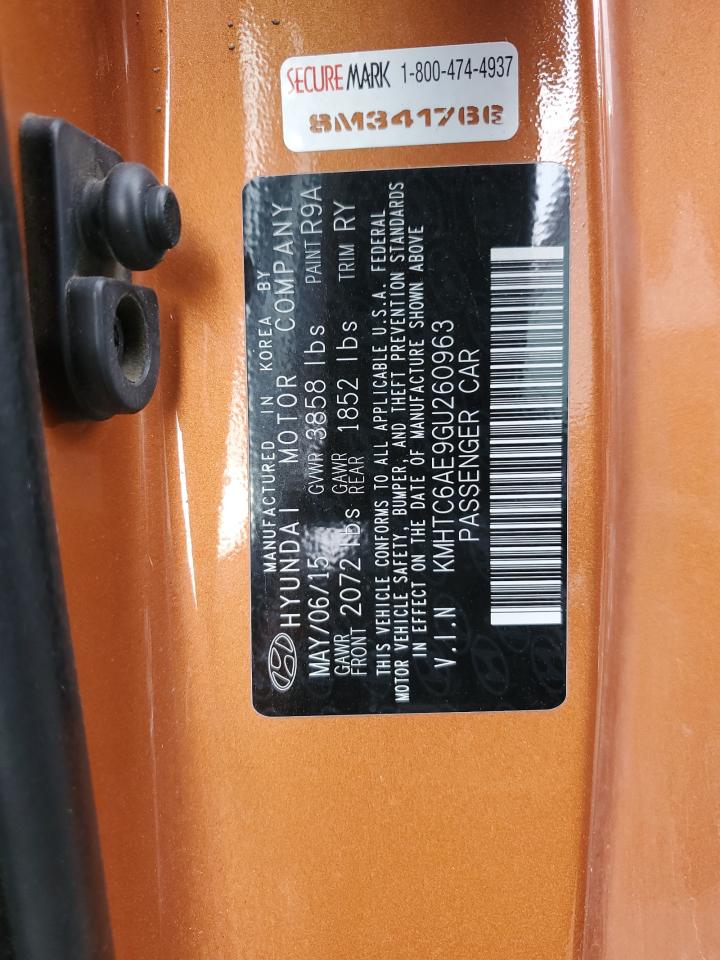 SECUREMARK 1-800-474-4937
SM34176E
MANUFACTURED IN KOREA BY
HYUNDAI MOTOR COMPANY
MAY/06/15 GVWR 3858 lbs PAINT R9A
GAWR FRONT 2072 lbs GAWR REAR 1852 lbs TRIM RY
THIS VEHICLE CONFORMS TO ALL APPLICABLE U.S.A. FEDERAL
MOTOR VEHICLE SAFETY, BUMPER, AND THEFT PREVENTION STANDARDS
IN EFFECT ON THE DATE OF MANUFACTURE SHOWN ABOVE
V.I.N KMHTC6AE9GU260963
PASSENGER CAR